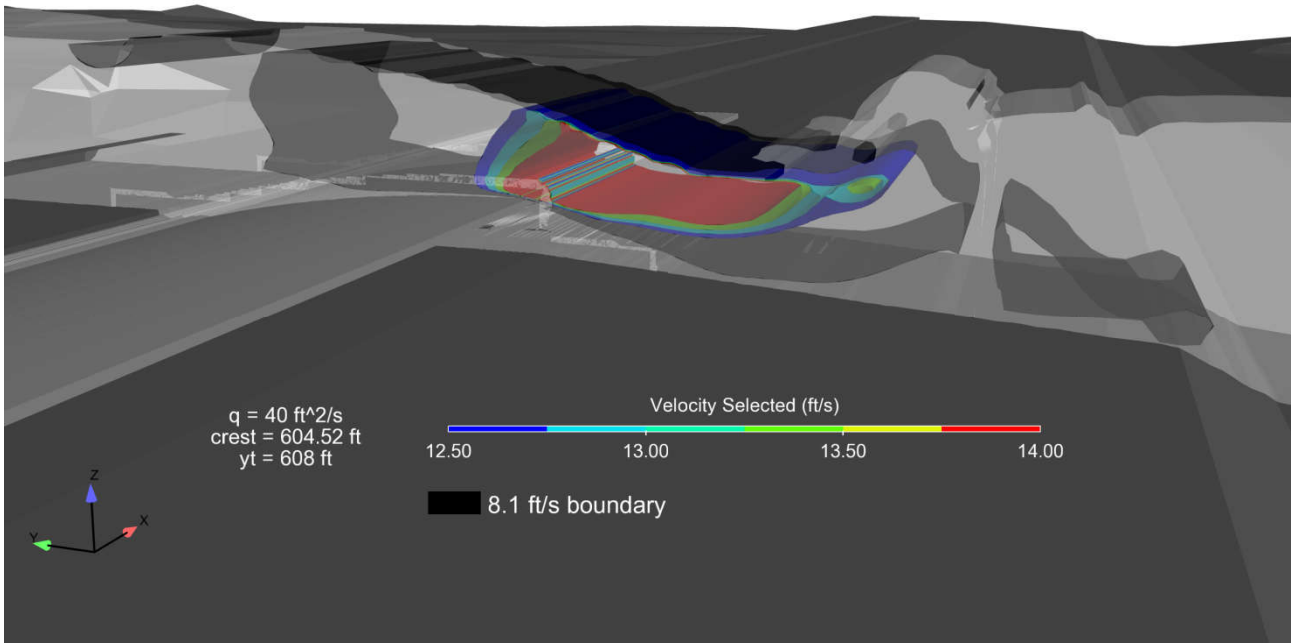 q = 40 ft^2/s
crest = 604.52 ft
yt = 608 ft
Velocity Selected (ft/s)
12.50 13.00 13.50 14.00
8.1 ft/s boundary
Z
X
Y